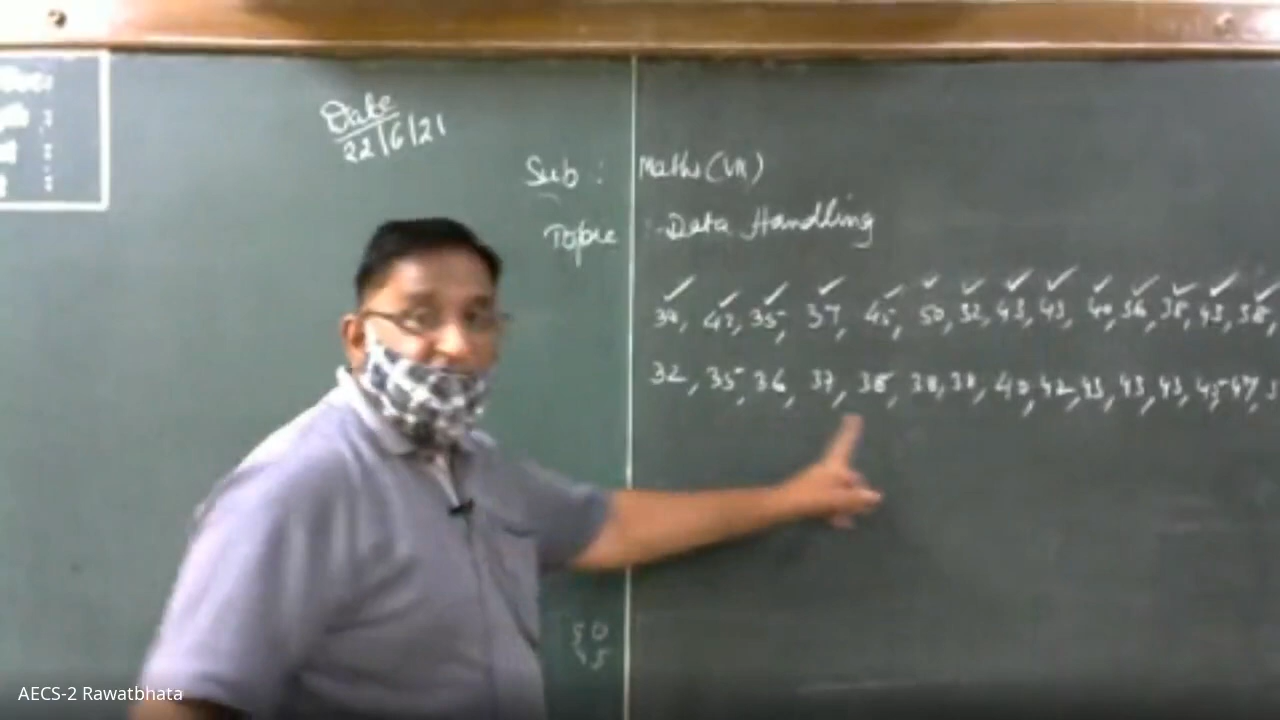 Date
22/6/21
Sub : Maths (VII)
Topic :- Data Handling
38, 42, 35, 37, 45, 50, 32, 43, 43, 40, 36, 38, 43, 38,
32, 35, 36, 37, 38, 38, 38, 40, 42, 43, 43, 43, 45, 47,
50
45
AECS-2 Rawatbhata